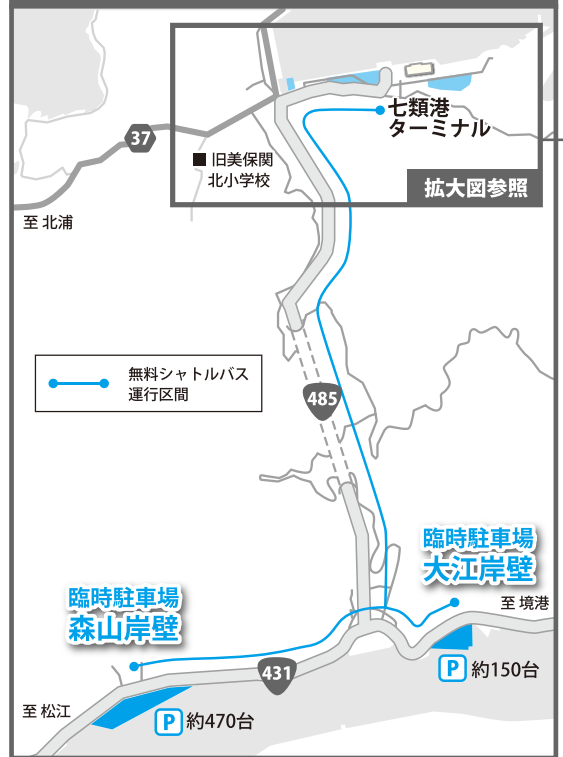 七類港
ターミナル
37
■ 旧美保関
北小学校
拡大図参照
至 北浦
無料シャトルバス
運行区間
485
臨時駐車場
大江岸壁
臨時駐車場
森山岸壁
至 境港
P 約150台
431
至 松江
P 約470台